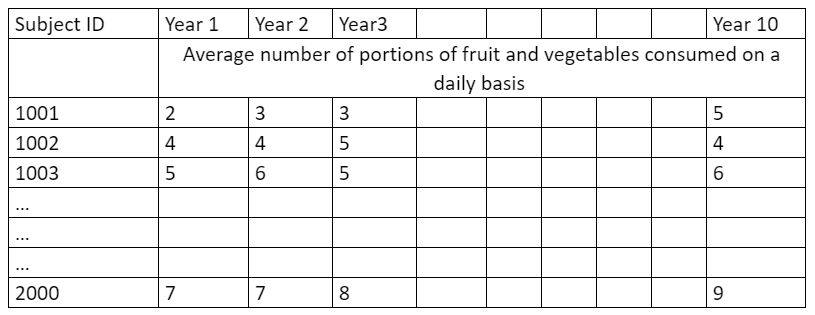 Subject ID Year 1 Year 2 Year3 Year 10
Average number of portions of fruit and vegetables consumed on a
daily basis
1001 2 3 3 5
1002 4 4 5 4
1003 5 6 5 6
...
...
...
2000 7 7 8 9